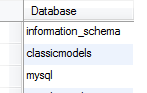 Database
information_schema
classicmodels
mysql